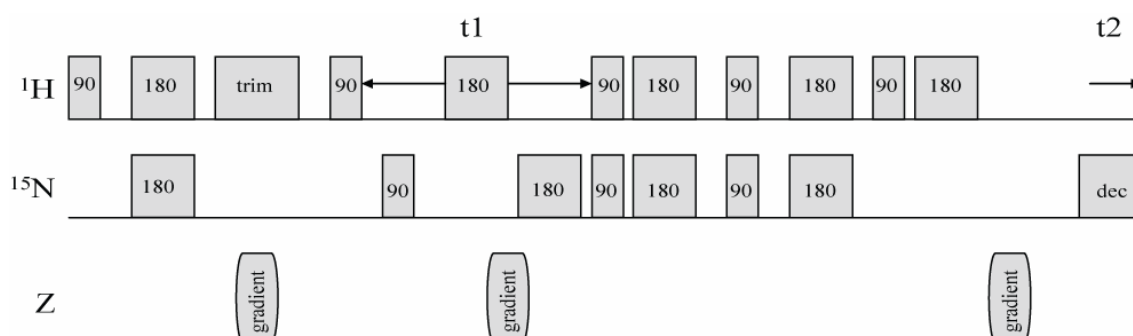 t1 t2
¹H 90 180 trim 90 180 90 180 90 180 90 180
¹⁵N 180 90 180 90 180 90 180 dec
Z gradient gradient gradient